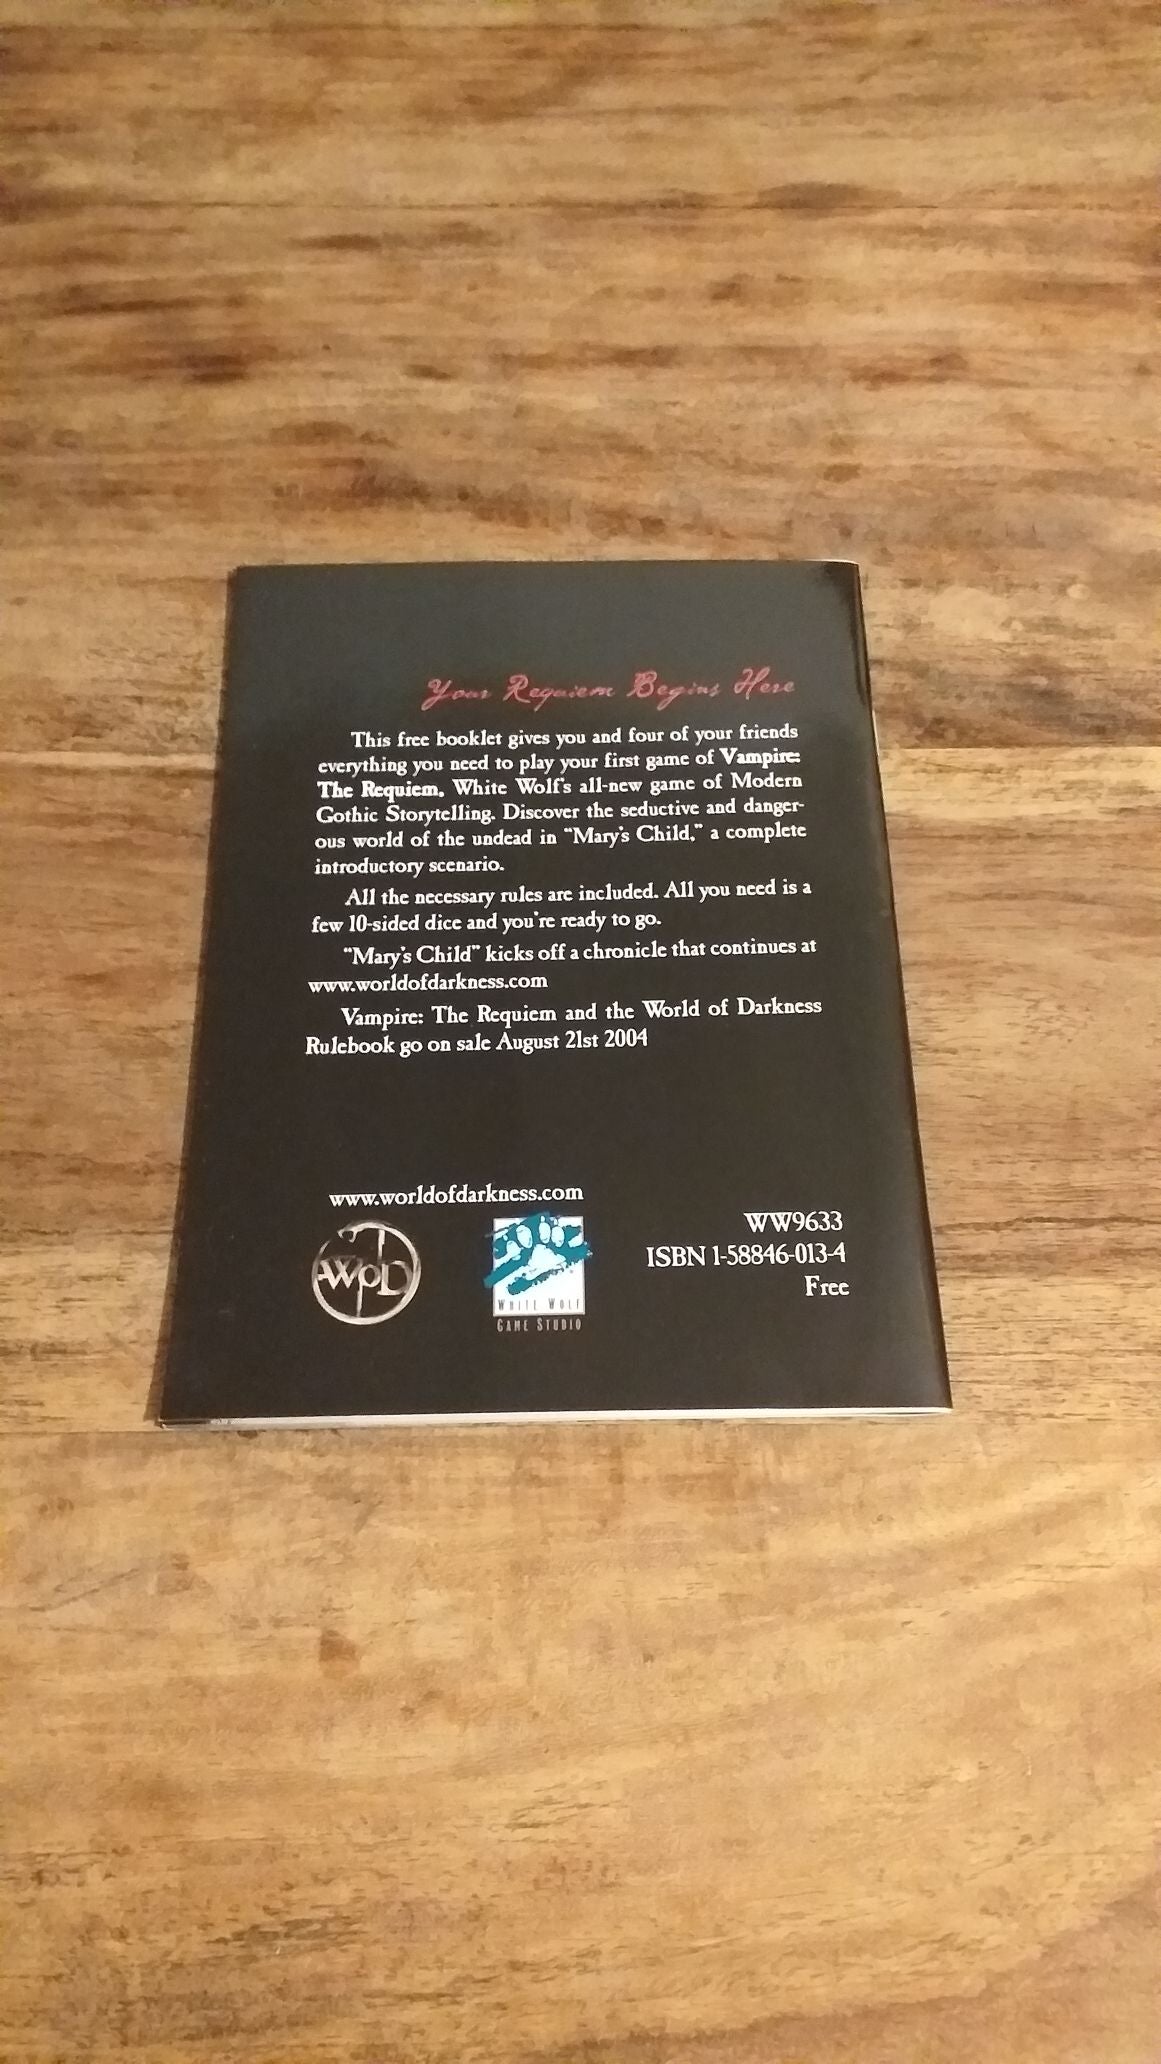 Your Requiem Begins Here
This free booklet gives you and four of your friends
everything you need to play your first game of Vampire:
The Requiem, White Wolf's all-new game of Modern
Gothic Storytelling. Discover the seductive and danger-
ous world of the undead in "Mary's Child," a complete
introductory scenario.
All the necessary rules are included. All you need is a
few 10-sided dice and you're ready to go.
"Mary's Child" kicks off a chronicle that continues at
www.worldofdarkness.com
Vampire: The Requiem and the World of Darkness
Rulebook go on sale August 21st 2004
www.worldofdarkness.com
WoD
White Wolf
Game Studio
WW9633
ISBN 1-58846-013-4
Free